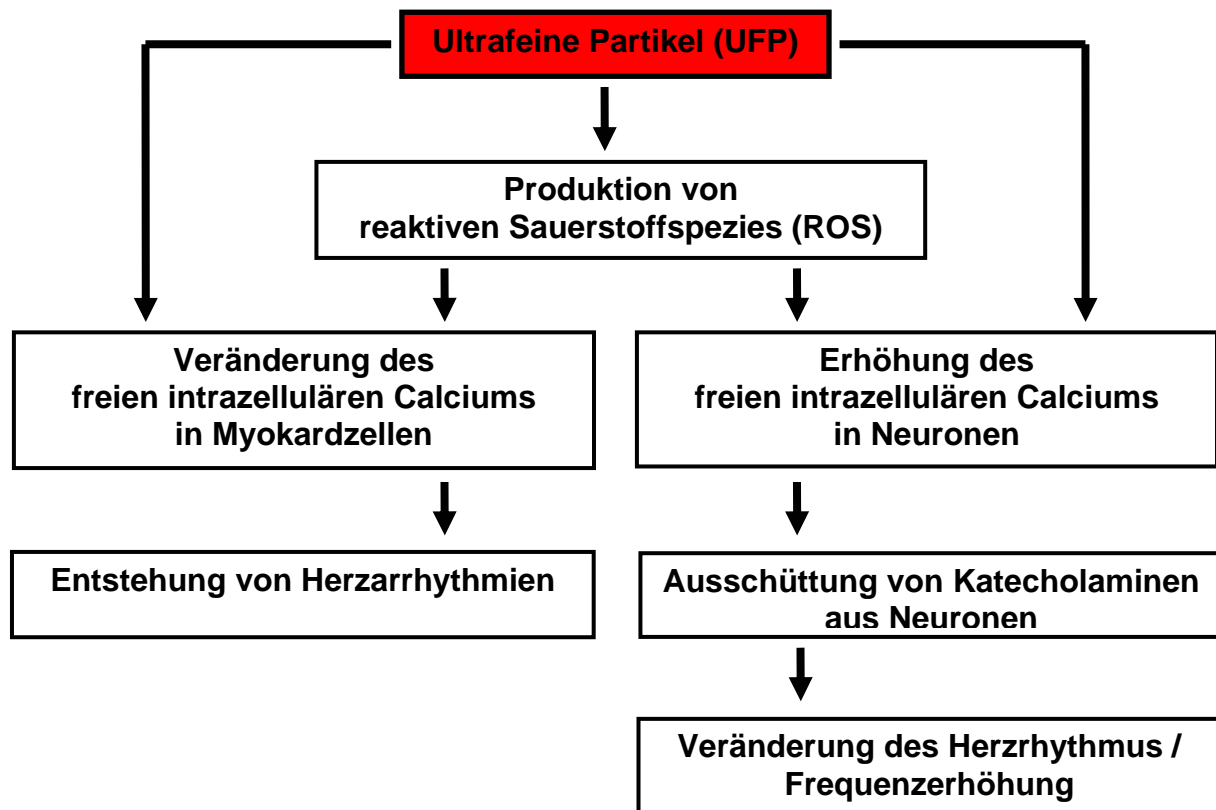 Ultrafeine Partikel (UFP)
Produktion von
reaktiven Sauerstoffspezies (ROS)
Veränderung des
freien intrazellulären Calciums
in Myokardzellen
Erhöhung des
freien intrazellulären Calciums
in Neuronen
Entstehung von Herzarrhythmien
Ausschüttung von Katecholaminen
aus Neuronen
Veränderung des Herzrhythmus /
Frequenzerhöhung